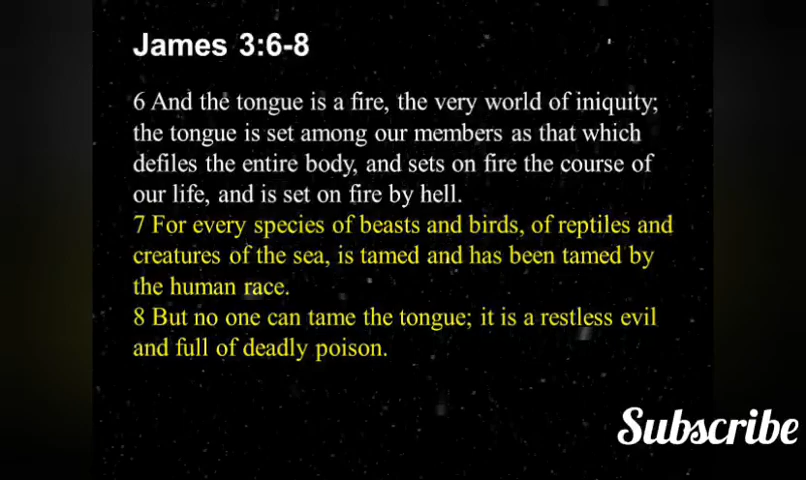 James 3:6-8
6 And the tongue is a fire, the very world of iniquity;
the tongue is set among our members as that which
defiles the entire body, and sets on fire the course of
our life, and is set on fire by hell.
7 For every species of beasts and birds, of reptiles and
creatures of the sea, is tamed and has been tamed by
the human race.
8 But no one can tame the tongue; it is a restless evil
and full of deadly poison.
Subscribe